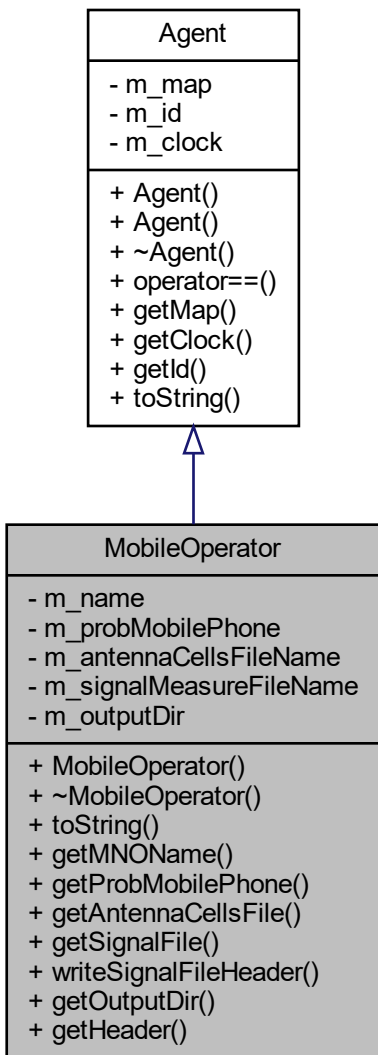 Agent
- m_map
- m_id
- m_clock
+ Agent()
+ Agent()
+ ~Agent()
+ operator==()
+ getMap()
+ getClock()
+ getId()
+ toString()
MobileOperator
- m_name
- m_probMobilePhone
- m_antennaCellsFileName
- m_signalMeasureFileName
- m_outputDir
+ MobileOperator()
+ ~MobileOperator()
+ toString()
+ getMNOName()
+ getProbMobilePhone()
+ getAntennaCellsFile()
+ getSignalFile()
+ writeSignalFileHeader()
+ getOutputDir()
+ getHeader()